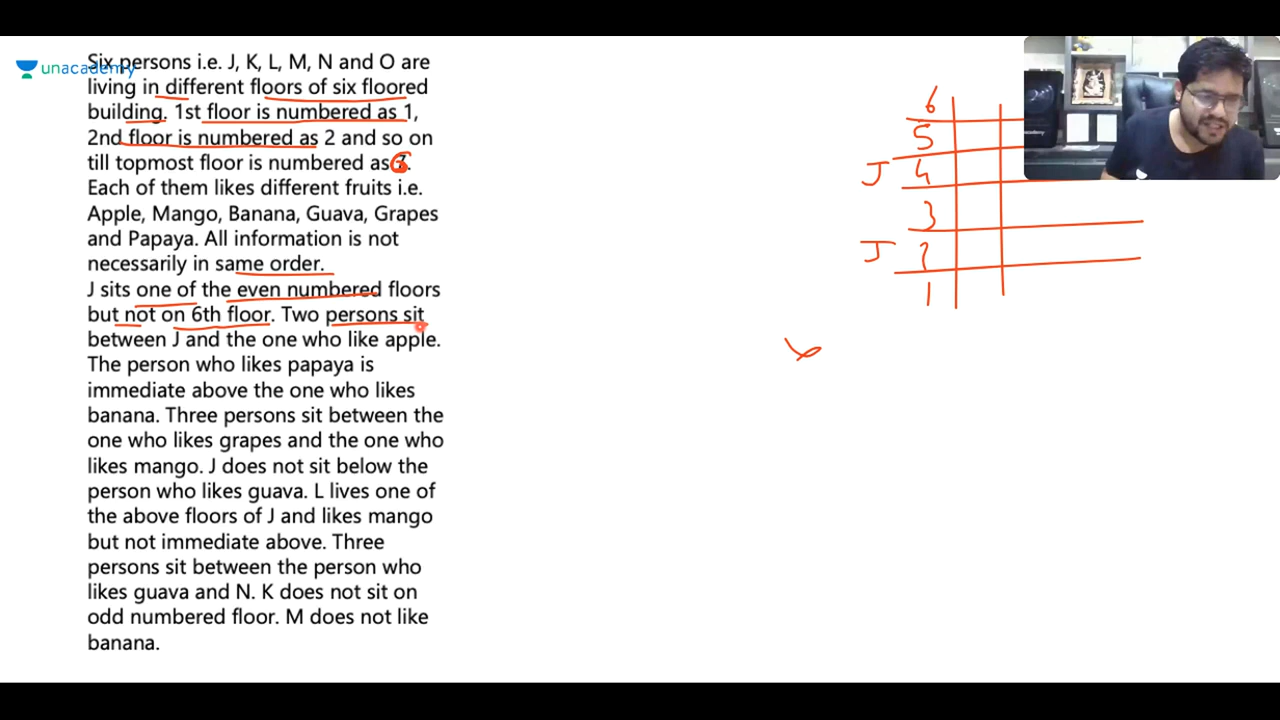 Six persons i.e. J, K, L, M, N and O are
unacademy
living in different floors of six floored
building. 1st floor is numbered as 1,
2nd floor is numbered as 2 and so on
till topmost floor is numbered as 6.
Each of them likes different fruits i.e.
Apple, Mango, Banana, Guava, Grapes
and Papaya. All information is not
necessarily in same order.
J sits one of the even numbered floors
but not on 6th floor. Two persons sit
between J and the one who like apple.
The person who likes papaya is
immediate above the one who likes
banana. Three persons sit between the
one who likes grapes and the one who
likes mango. J does not sit below the
person who likes guava. L lives one of
the above floors of J and likes mango
but not immediate above. Three
persons sit between the person who
likes guava and N. K does not sit on
odd numbered floor. M does not like
banana.
6
5
J 4
3
J 2
1